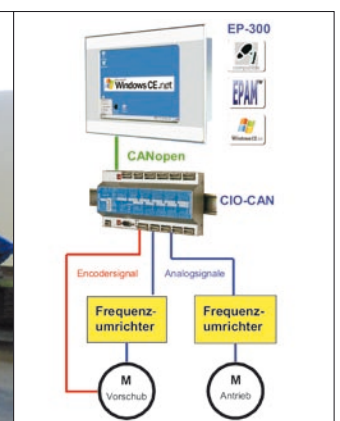 EP-300
Windows CE.net
EPAM
CANopen
CIO-CAN
Encodersignal
Analogsignale
Frequenz-
umrichter
Frequenz-
umrichter
M
Vorschub
M
Antrieb